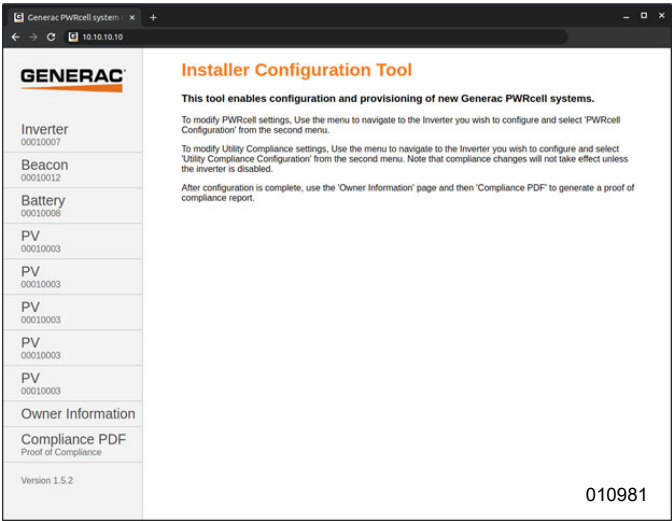 Generac PWRcell system c
10.10.10.10
GENERAC
Inverter
00010007
Beacon
00010012
Battery
00010008
PV
00010003
PV
00010003
PV
00010003
PV
00010003
PV
00010003
Owner Information
Compliance PDF
Proof of Compliance
Version 1.5.2
Installer Configuration Tool
This tool enables configuration and provisioning of new Generac PWRcell systems.
To modify PWRcell settings, Use the menu to navigate to the Inverter you wish to configure and select 'PWRcell
Configuration' from the second menu.
To modify Utility Compliance settings, Use the menu to navigate to the Inverter you wish to configure and select
'Utility Compliance Configuration' from the second menu. Note that compliance changes will not take effect unless
the inverter is disabled.
After configuration is complete, use the 'Owner Information' page and then 'Compliance PDF' to generate a proof of
compliance report.
010981